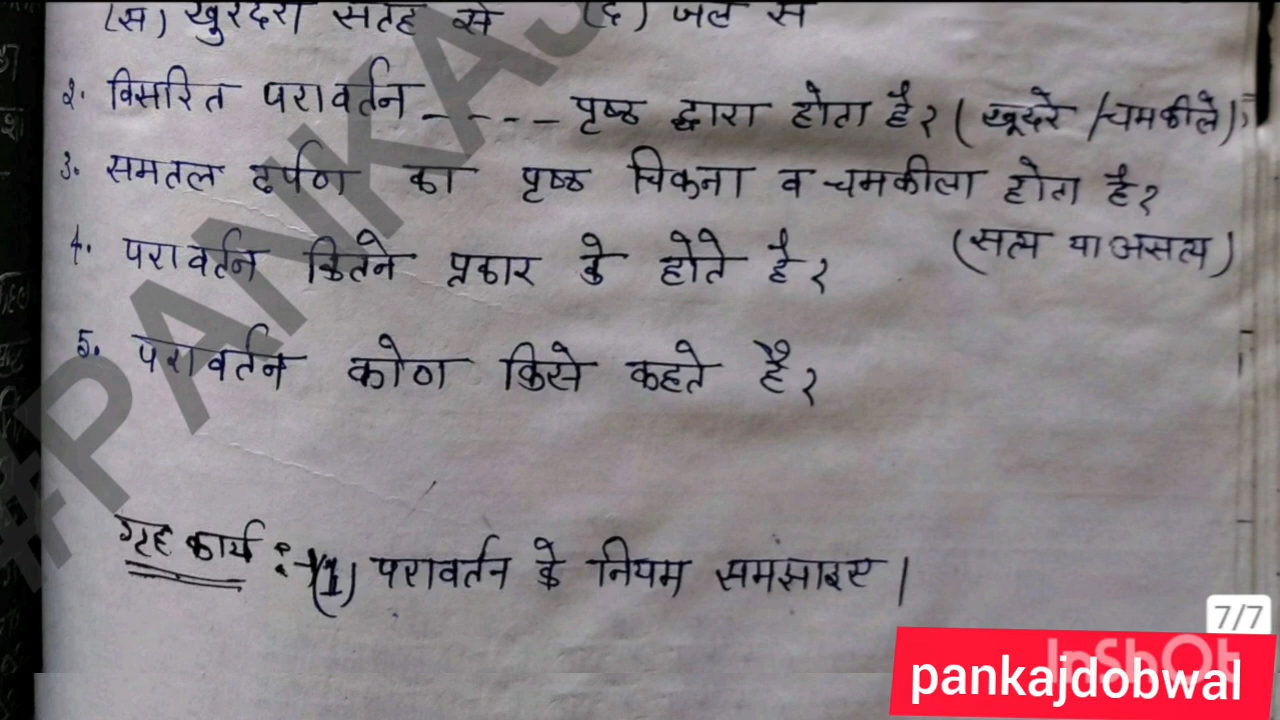 (स) खुरदरी सतह से (द) जल से
2. विसरित परावर्तन ----- पृष्ठ द्वारा होता है? (खूदरे /चमकीले)
3. समतल दर्पण का पृष्ठ चिकना व चमकीला होता है?
(सत्य या असत्य)
4. परावर्तन कितने प्रकार के होते है?
5. परावर्तन कोण किसे कहते है?
गृह कार्य :- (1) परावर्तन के नियम समझाइए।
#PANKAJ
7/7
InShOt
pankajdobwal